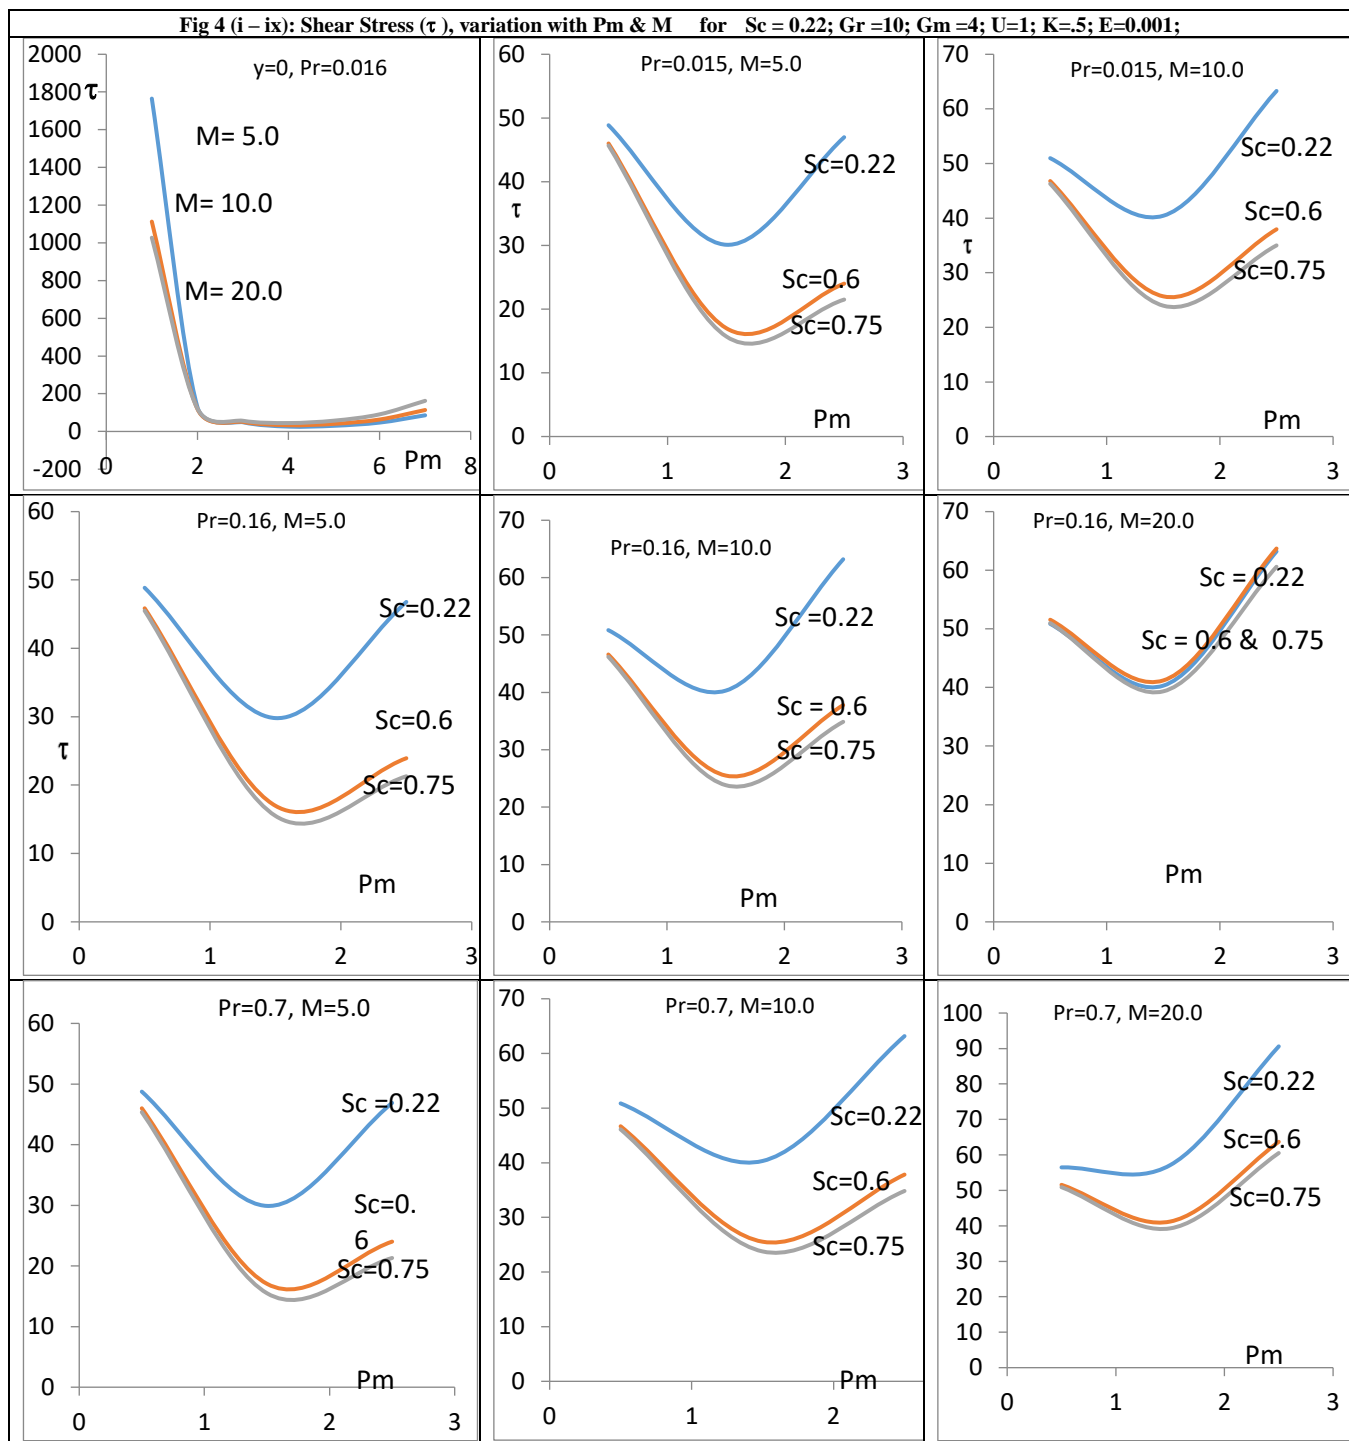 Fig 4 (i – ix): Shear Stress (τ ), variation with Pm & M for Sc = 0.22; Gr =10; Gm =4; U=1; K=.5; E=0.001;
y=0, Pr=0.016
τ
2000
1800
1600
1400
1200
1000
800
600
400
200
0
-200
M= 5.0
M= 10.0
M= 20.0
0 2 4 6 8
Pm
Pr=0.015, M=5.0
60
50
40
30
20
10
0
τ
Sc=0.22
Sc=0.6
Sc=0.75
Pm
0 1 2 3
Pr=0.015, M=10.0
70
60
50
40
30
20
10
0
τ
Sc=0.22
Sc=0.6
Sc=0.75
Pm
0 1 2 3
Pr=0.16, M=5.0
60
50
40
30
20
10
0
τ
Sc=0.22
Sc=0.6
Sc=0.75
Pm
0 1 2 3
Pr=0.16, M=10.0
70
60
50
40
30
20
10
0
Sc =0.22
Sc = 0.6
Sc =0.75
Pm
0 1 2 3
Pr=0.16, M=20.0
70
60
50
40
30
20
10
0
Sc = 0.22
Sc = 0.6 & 0.75
Pm
0 1 2 3
Pr=0.7, M=5.0
60
50
40
30
20
10
0
Sc =0.22
Sc=0.
6
Sc=0.75
Pm
0 1 2 3
Pr=0.7, M=10.0
70
60
50
40
30
20
10
0
Sc=0.22
Sc=0.6
Sc=0.75
Pm
0 1 2
Pr=0.7, M=20.0
100
90
80
70
60
50
40
30
20
10
0
Sc=0.22
Sc=0.6
Sc=0.75
Pm
0 1 2 3